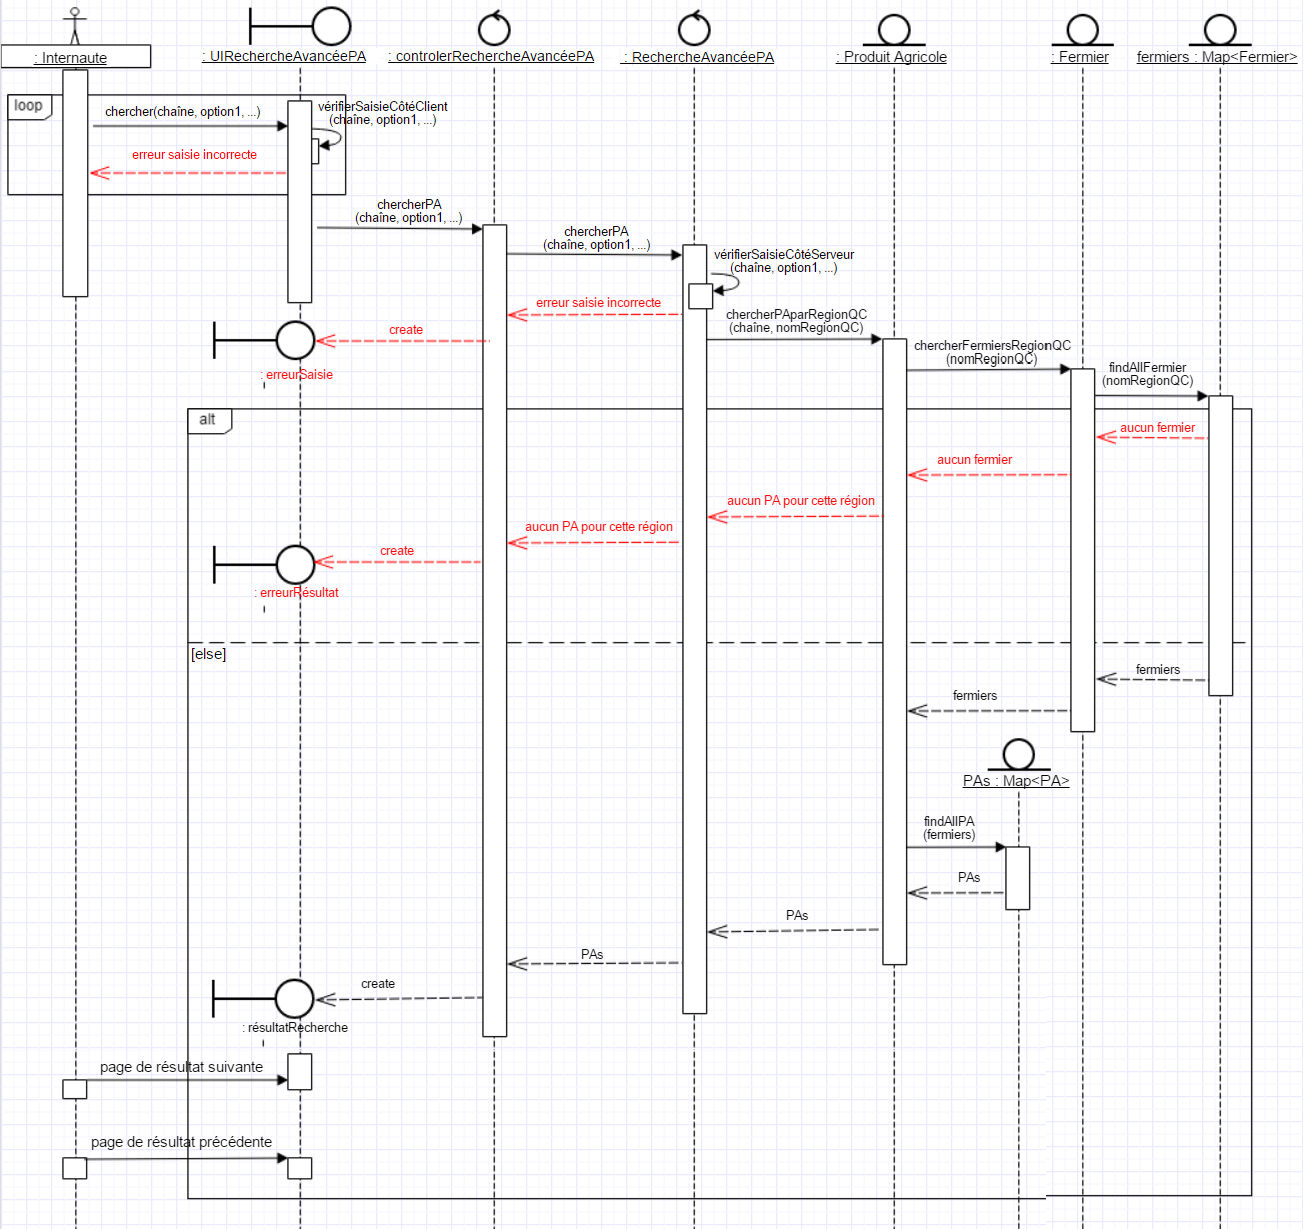 : Internaute
: UIRechercheAvancéePA
: controlerRechercheAvancéePA
: RechercheAvancéePA
: Produit Agricole
: Fermier
fermiers : Map<Fermier>
loop
chercher(chaîne, option1, ...)
vérifierSaisieCôtéClient
(chaîne, option1, ...)
erreur saisie incorrecte
chercherPA
(chaîne, option1, ...)
chercherPA
(chaîne, option1, ...)
vérifierSaisieCôtéServeur
(chaîne, option1, ...)
erreur saisie incorrecte
create
chercherPAparRegionQC
(chaîne, nomRegionQC)
chercherFermiersRegionQC
(nomRegionQC)
findAllFermier
(nomRegionQC)
: erreurSaisie
alt
aucun fermier
aucun fermier
aucun PA pour cette région
aucun PA pour cette région
create
: erreurRésultat
[else]
fermiers
fermiers
PAs : Map<PA>
findAllPA
(fermiers)
PAs
PAs
PAs
create
: résultatRecherche
page de résultat suivante
page de résultat précédente